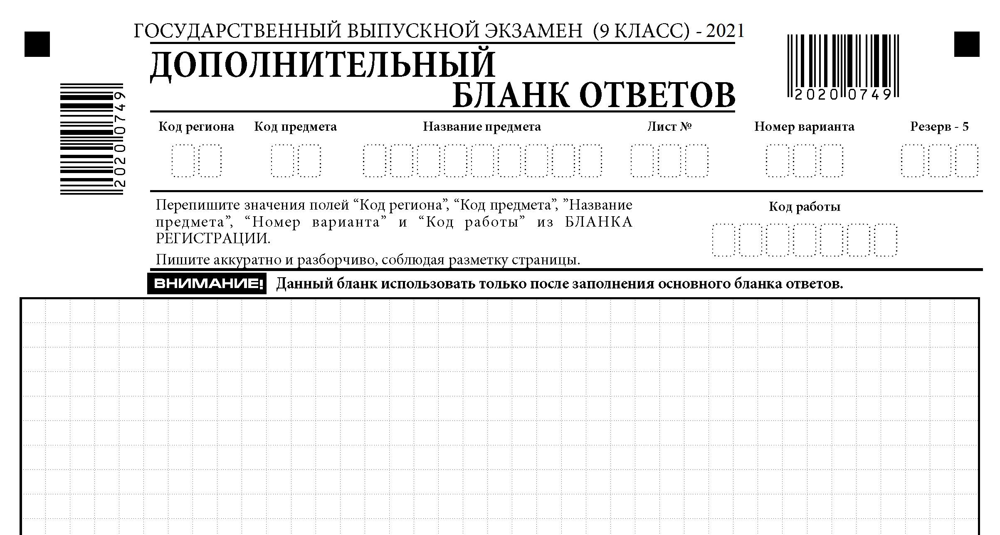 ГОСУДАРСТВЕННЫЙ ВЫПУСКНОЙ ЭКЗАМЕН (9 КЛАСС) - 2021
ДОПОЛНИТЕЛЬНЫЙ
БЛАНК ОТВЕТОВ
2020 0749
2020 0749
Код региона Код предмета Название предмета Лист № Номер варианта Резерв - 5
Перепишите значения полей “Код региона”, “Код предмета”, ”Название
предмета”, “Номер варианта” и “Код работы” из БЛАНКА
РЕГИСТРАЦИИ.
Пишите аккуратно и разборчиво, соблюдая разметку страницы.
Код работы
ВНИМАНИЕ! Данный бланк использовать только после заполнения основного бланка ответов.